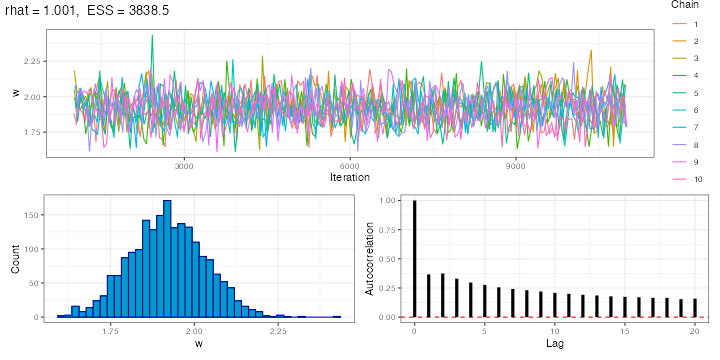 rhat = 1.001, ESS = 3838.5
Chain
1
2
3
4
5
6
7
8
9
10
2.25
2.00
1.75
w
3000 6000 9000
Iteration
150
100
50
0
Count
1.75 2.00 2.25
w
1.00
0.75
0.50
0.25
0.00
Autocorrelation
0 5 10 15 20
Lag